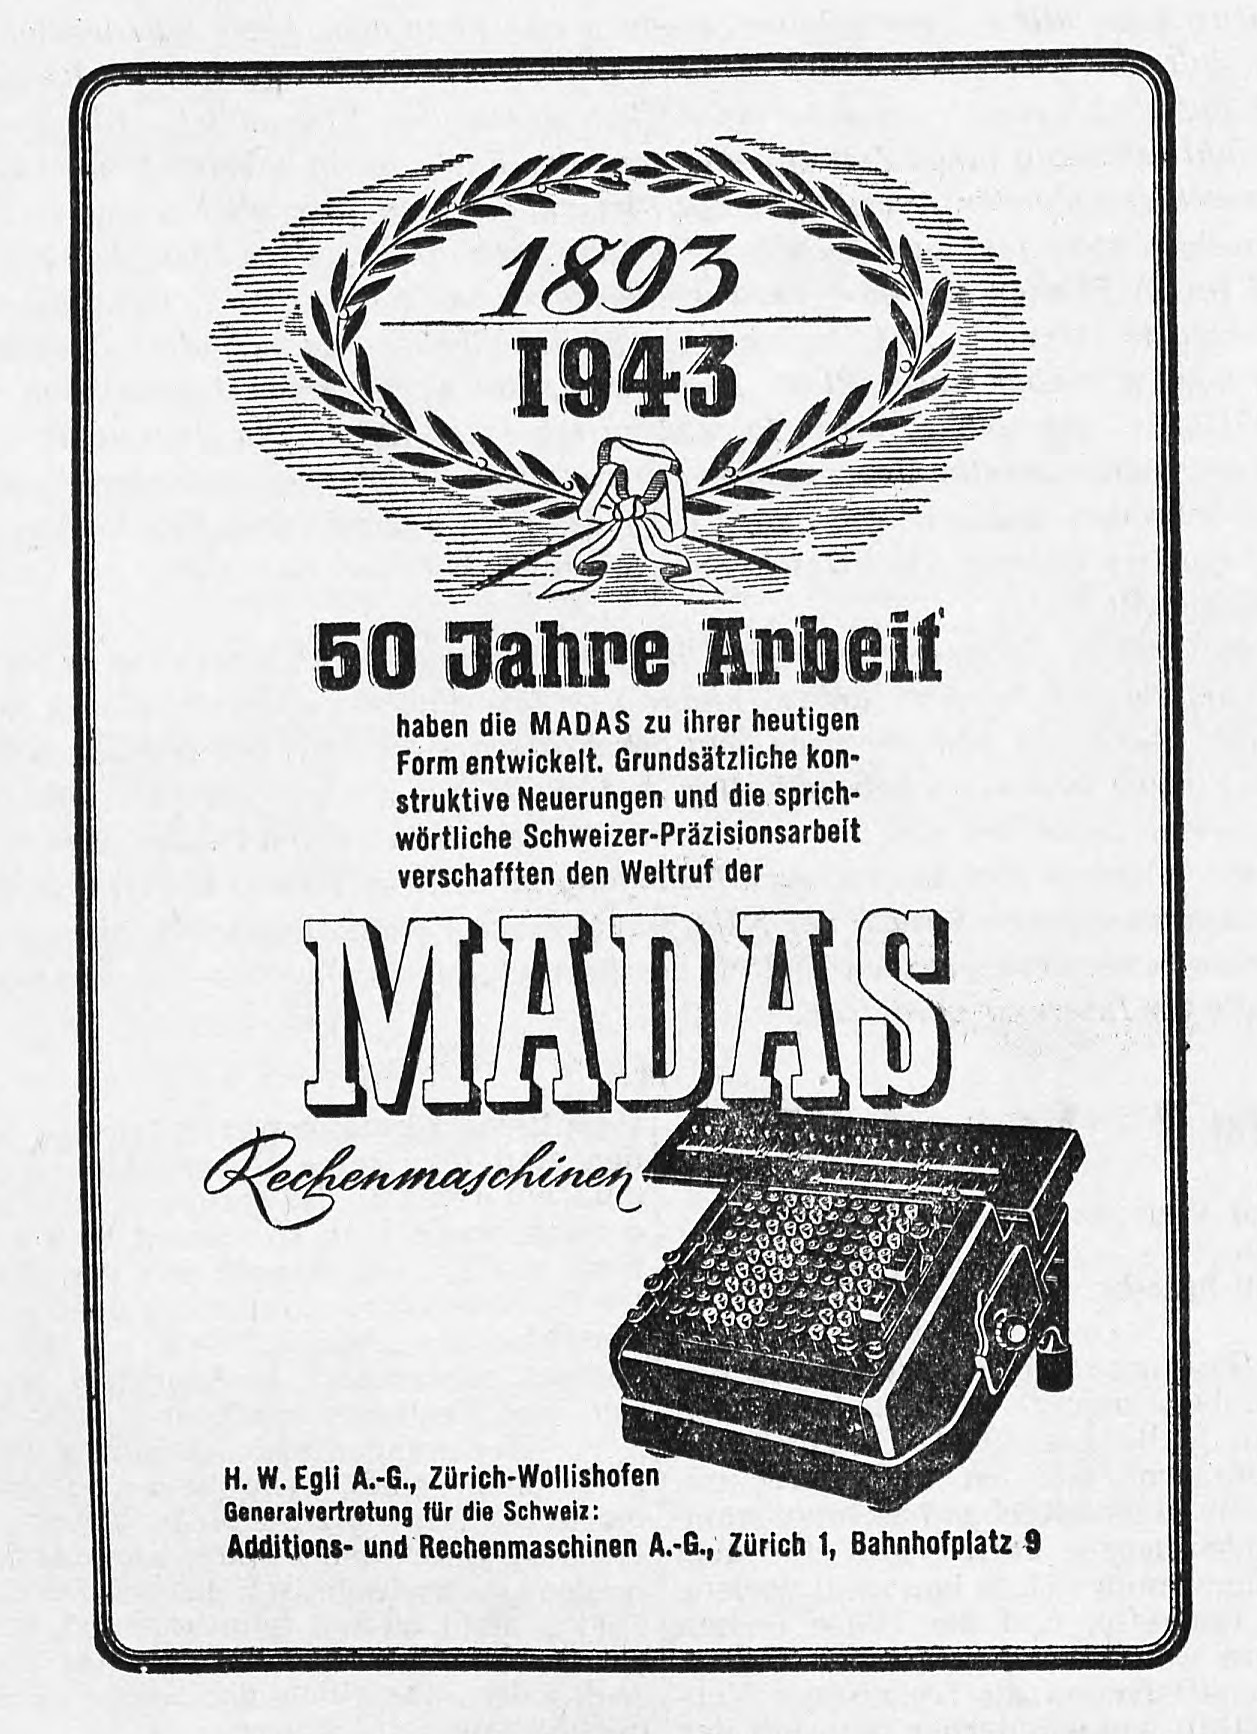 1893
1943
50 Jahre Arbeit
haben die MADAS zu ihrer heutigen
Form entwickelt. Grundsätzliche kon-
struktive Neuerungen und die sprich-
wörtliche Schweizer-Präzisionsarbeit
verschafften den Weltruf der
MADAS
Rechenmaschinen
H. W. Egli A.-G., Zürich-Wollishofen
Generalvertretung für die Schweiz:
Additions- und Rechenmaschinen A.-G., Zürich 1, Bahnhofplatz 9